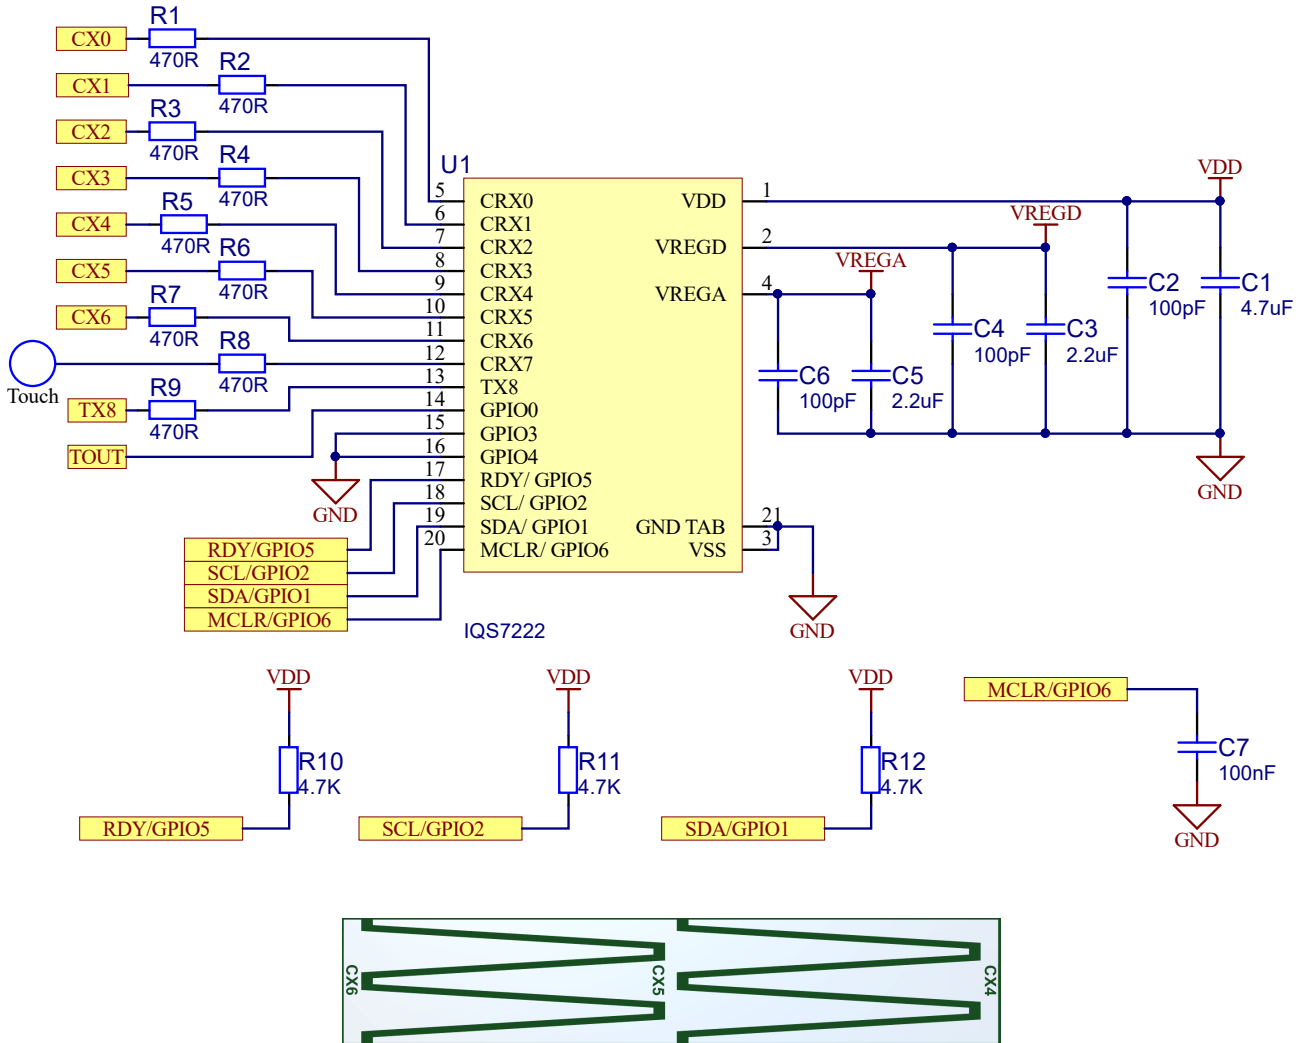 CX0 R1 470R
CX1 R2 470R
CX2 R3 470R
CX3 R4 470R
CX4 R5 470R
CX5 R6 470R
CX6 R7 470R
Touch R8 470R
TX8 R9 470R
TOUT
GND
RDY/GPIO5
SCL/GPIO2
SDA/GPIO1
MCLR/GPIO6
U1
5 CRX0
6 CRX1
7 CRX2
8 CRX3
9 CRX4
10 CRX5
11 CRX6
12 CRX7
13 TX8
14 GPIO0
15 GPIO3
16 GPIO4
17 RDY/ GPIO5
18 SCL/ GPIO2
19 SDA/ GPIO1
20 MCLR/ GPIO6
VDD 1
VREGD 2
VREGA 4
GND TAB 21
VSS 3
IQS7222
GND
VREGA
VREGD
VDD
C6 100pF
C5 2.2uF
C4 100pF
C3 2.2uF
C2 100pF
C1 4.7uF
GND
VDD
R10
4.7K
RDY/GPIO5
VDD
R11
4.7K
SCL/GPIO2
VDD
R12
4.7K
SDA/GPIO1
MCLR/GPIO6
C7
100nF
GND
CX6
CX5
CX4